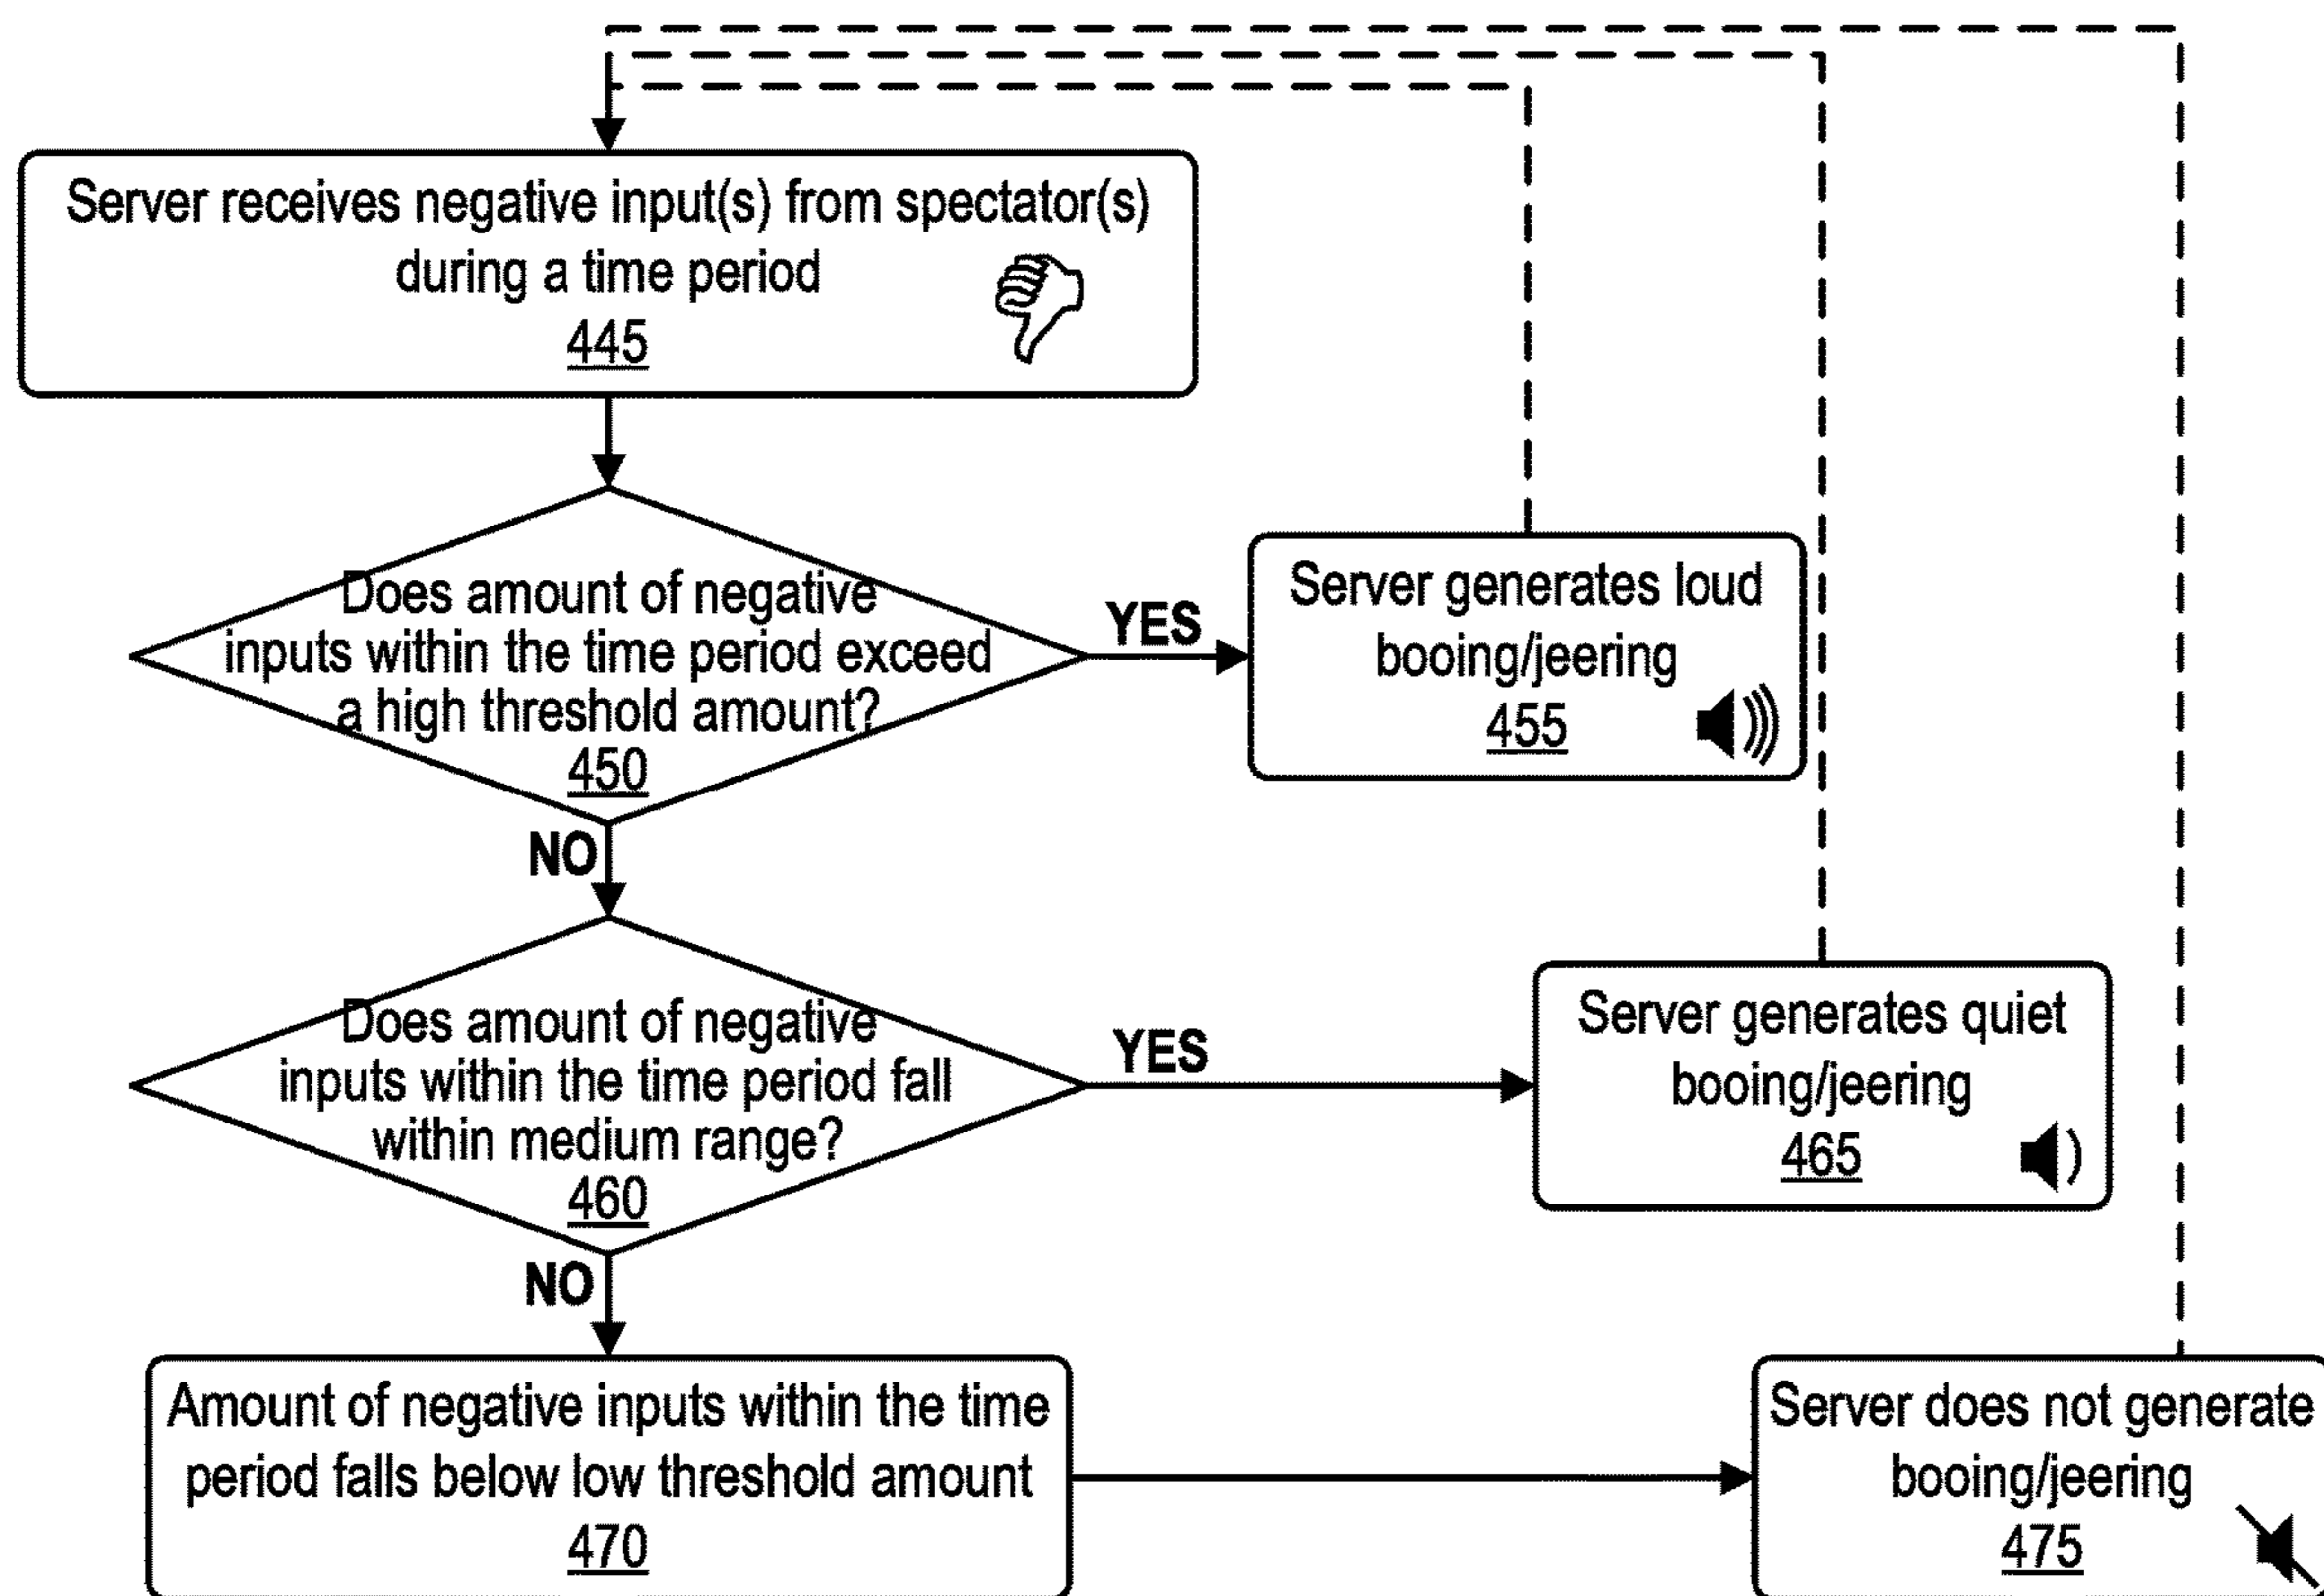 Server receives negative input(s) from spectator(s)
during a time period
445
Does amount of negative
inputs within the time period exceed
a high threshold amount?
450
YES
Server generates loud
booing/jeering
455
NO
Does amount of negative
inputs within the time period fall
within medium range?
460
YES
Server generates quiet
booing/jeering
465
NO
Amount of negative inputs within the time
period falls below low threshold amount
470
Server does not generate
booing/jeering
475